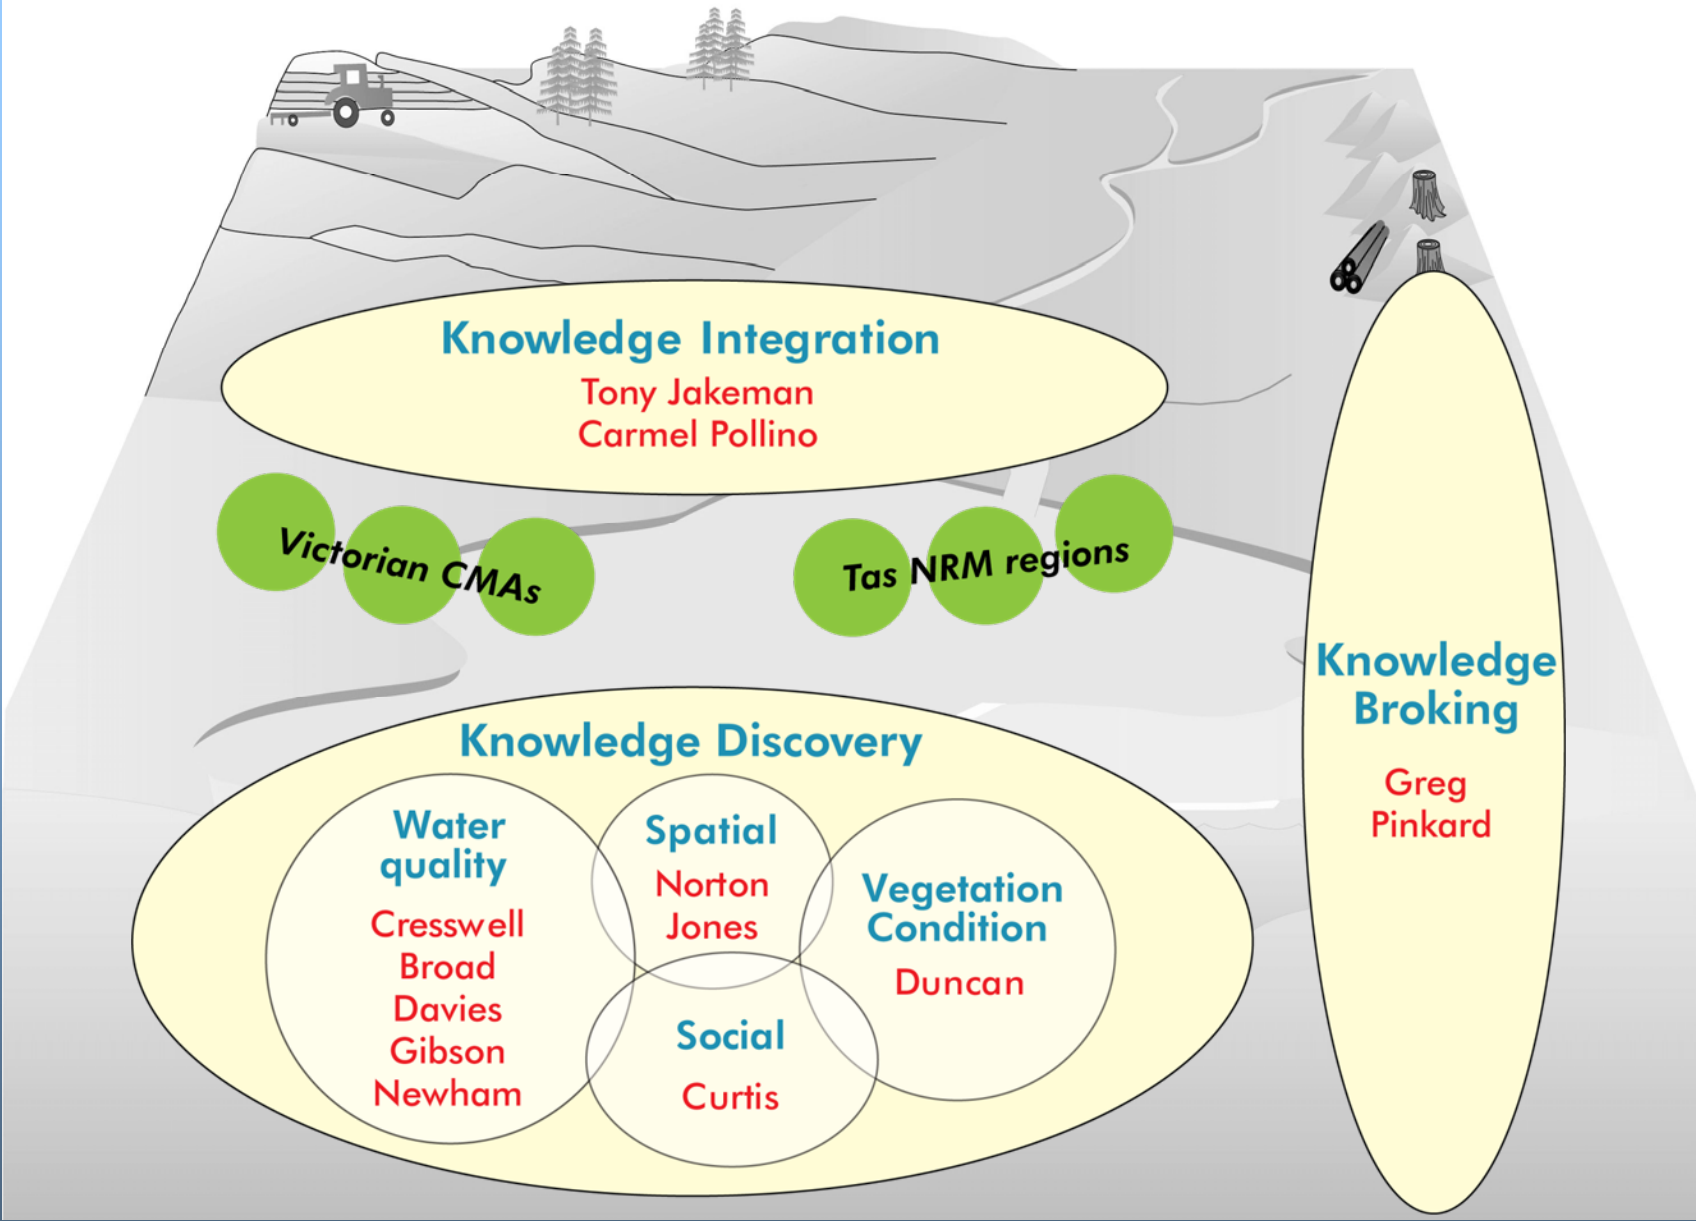 Knowledge Integration
Tony Jakeman
Carmel Pollino
Victorian CMAs
Tas NRM regions
Knowledge Discovery
Water
quality
Cresswell
Broad
Davies
Gibson
Newham
Spatial
Norton
Jones
Vegetation
Condition
Duncan
Social
Curtis
Knowledge
Broking
Greg
Pinkard